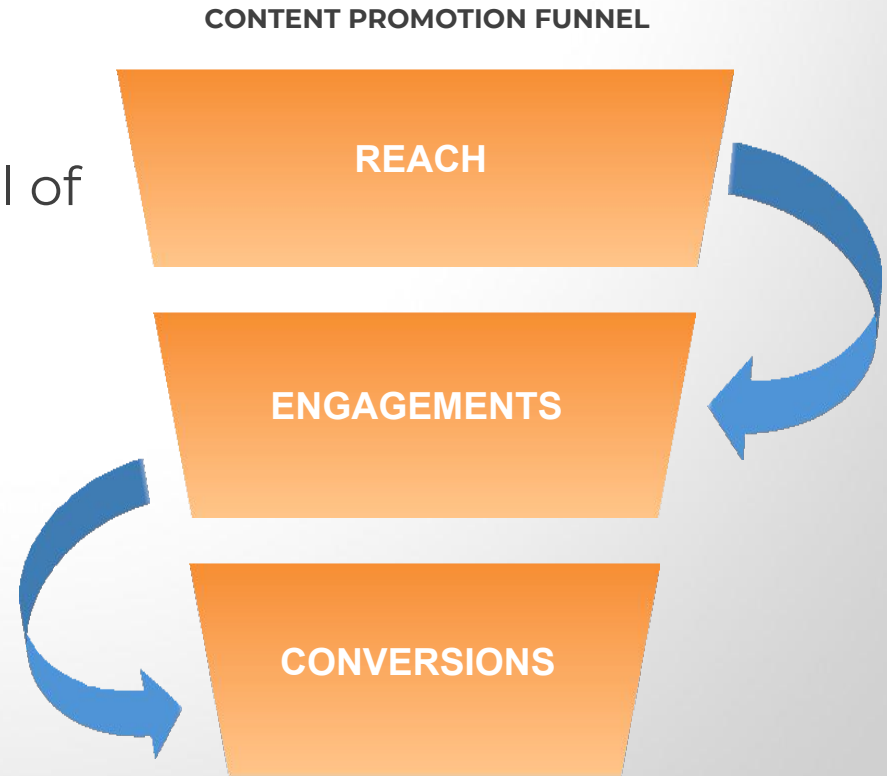 CONTENT PROMOTION FUNNEL
REACH
l of
ENGAGEMENTS
CONVERSIONS